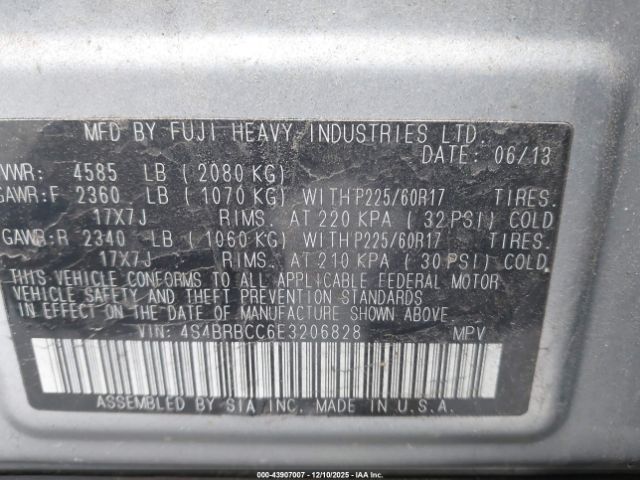 MFD BY FUJI HEAVY INDUSTRIES LTD.
DATE: 06/13
VWR: 4585 LB (2080 KG)
GAWR:F 2360 LB (1070 KG) WITH P225/60R17 TIRES.
17X7J RIMS. AT 220 KPA (32 PSI) COLD
GAWR:R 2340 LB (1060 KG) WITH P225/60R17 TIRES.
17X7J RIMS. AT 210 KPA (30 PSI) COLD.
THIS VEHICLE CONFORMS TO ALL APPLICABLE FEDERAL MOTOR
VEHICLE SAFETY AND THEFT PREVENTION STANDARDS
IN EFFECT ON THE DATE OF MANUFACTURE SHOWN ABOVE.
VIN: 4S4BRBCC6E3206828 MPV
ASSEMBLED BY SIA INC. MADE IN U.S.A.
000-43907007 - 12/10/2025 - IAA Inc.